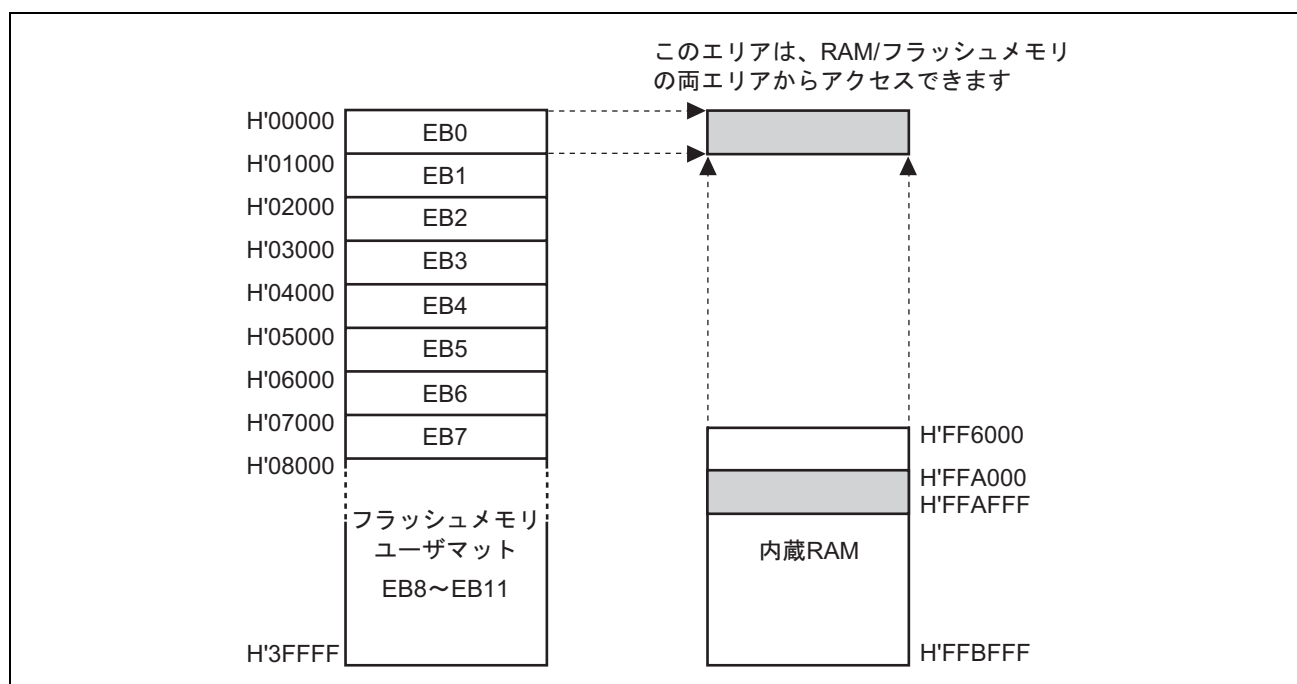 このエリアは、RAM/フラッシュメモリ
の両エリアからアクセスできます
H'00000
EB0
H'01000
EB1
H'02000
EB2
H'03000
EB3
H'04000
EB4
H'05000
EB5
H'06000
EB6
H'07000
EB7
H'08000
フラッシュメモリ
ユーザマット
EB8～EB11
H'3FFFF
H'FF6000
H'FFA000
H'FFAFFF
内蔵RAM
H'FFBFFF